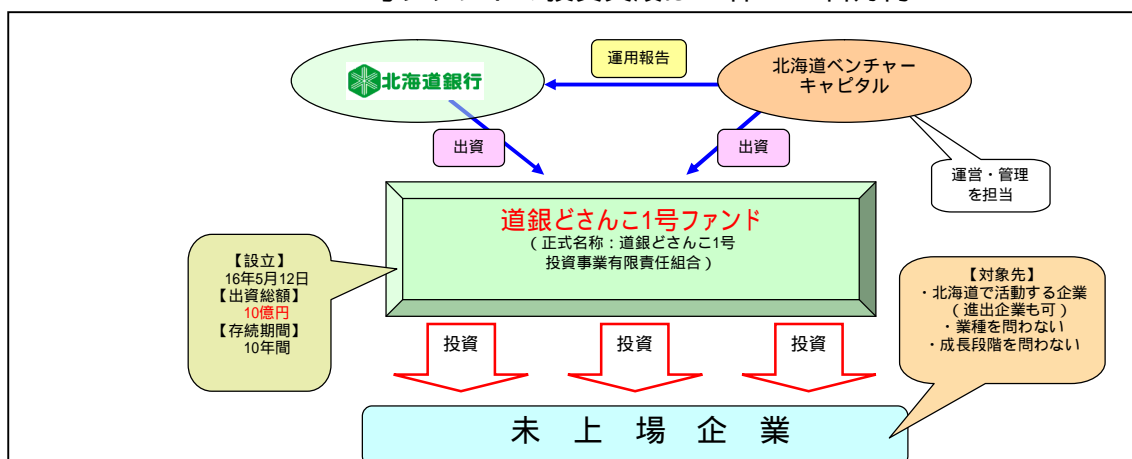 運用報告
北海道銀行
北海道ベンチャー
キャピタル
出資
出資
運営・管理
を担当
道銀どさんこ1号ファンド
(正式名称:道銀どさんこ1号
投資事業有限責任組合)
【設立】
16年5月12日
【出資総額】
10億円
【存続期間】
10年間
【対象先】
・北海道で活動する企業
(進出企業も可)
・業種を問わない
・成長段階を問わない
投資
投資
投資
未上場企業